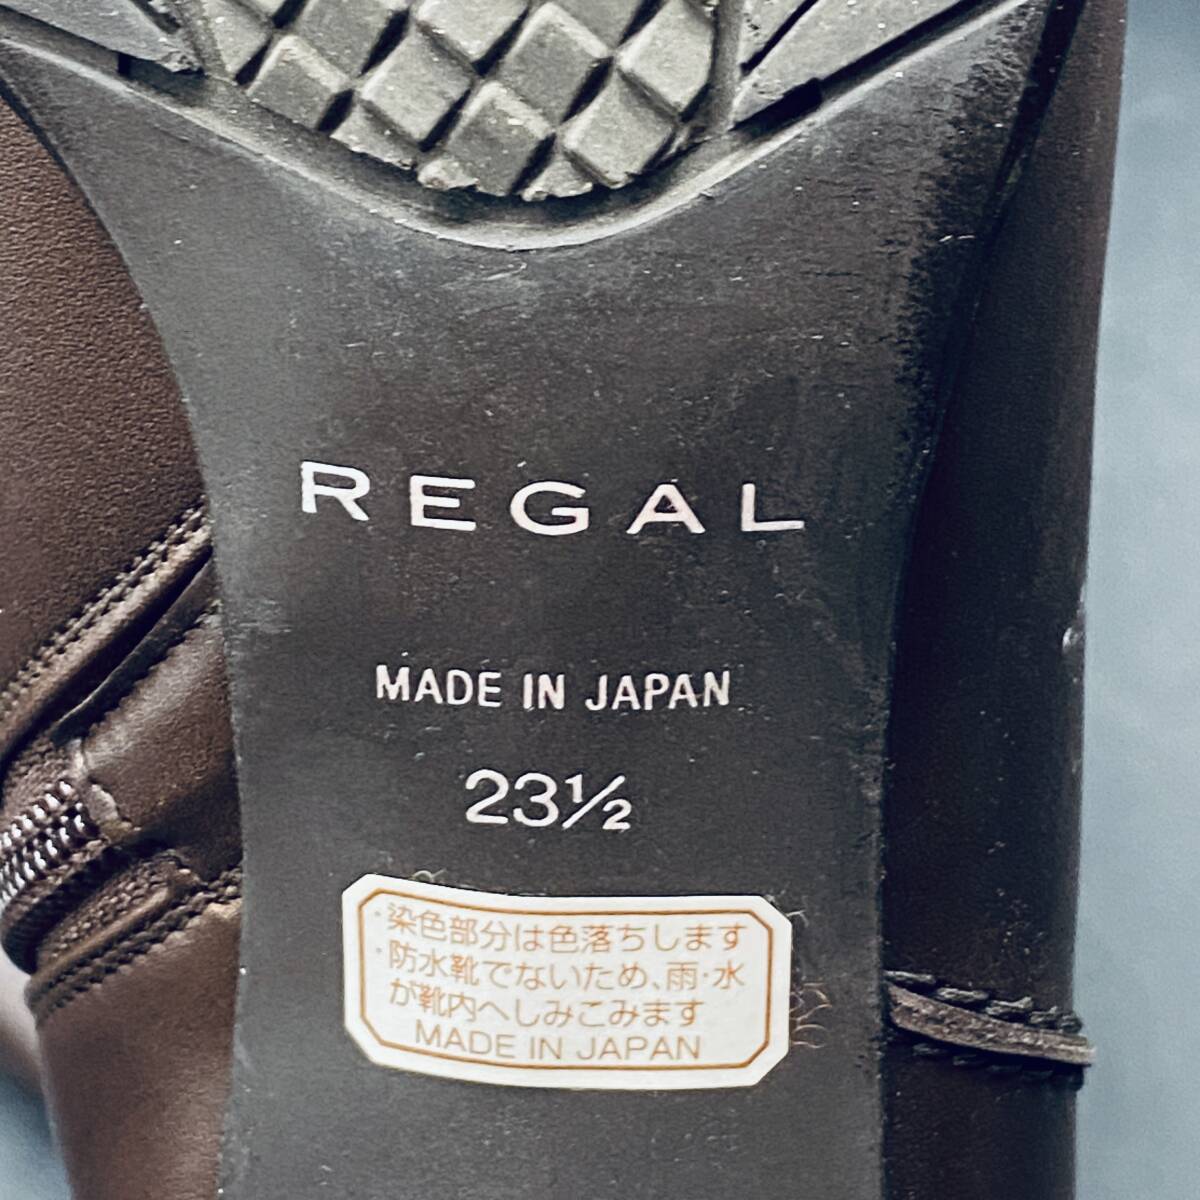 REGAL
MADE IN JAPAN
23½
・染色部分は色落ちします
・防水靴でないため、雨・水
が靴内へしみこみます
MADE IN JAPAN